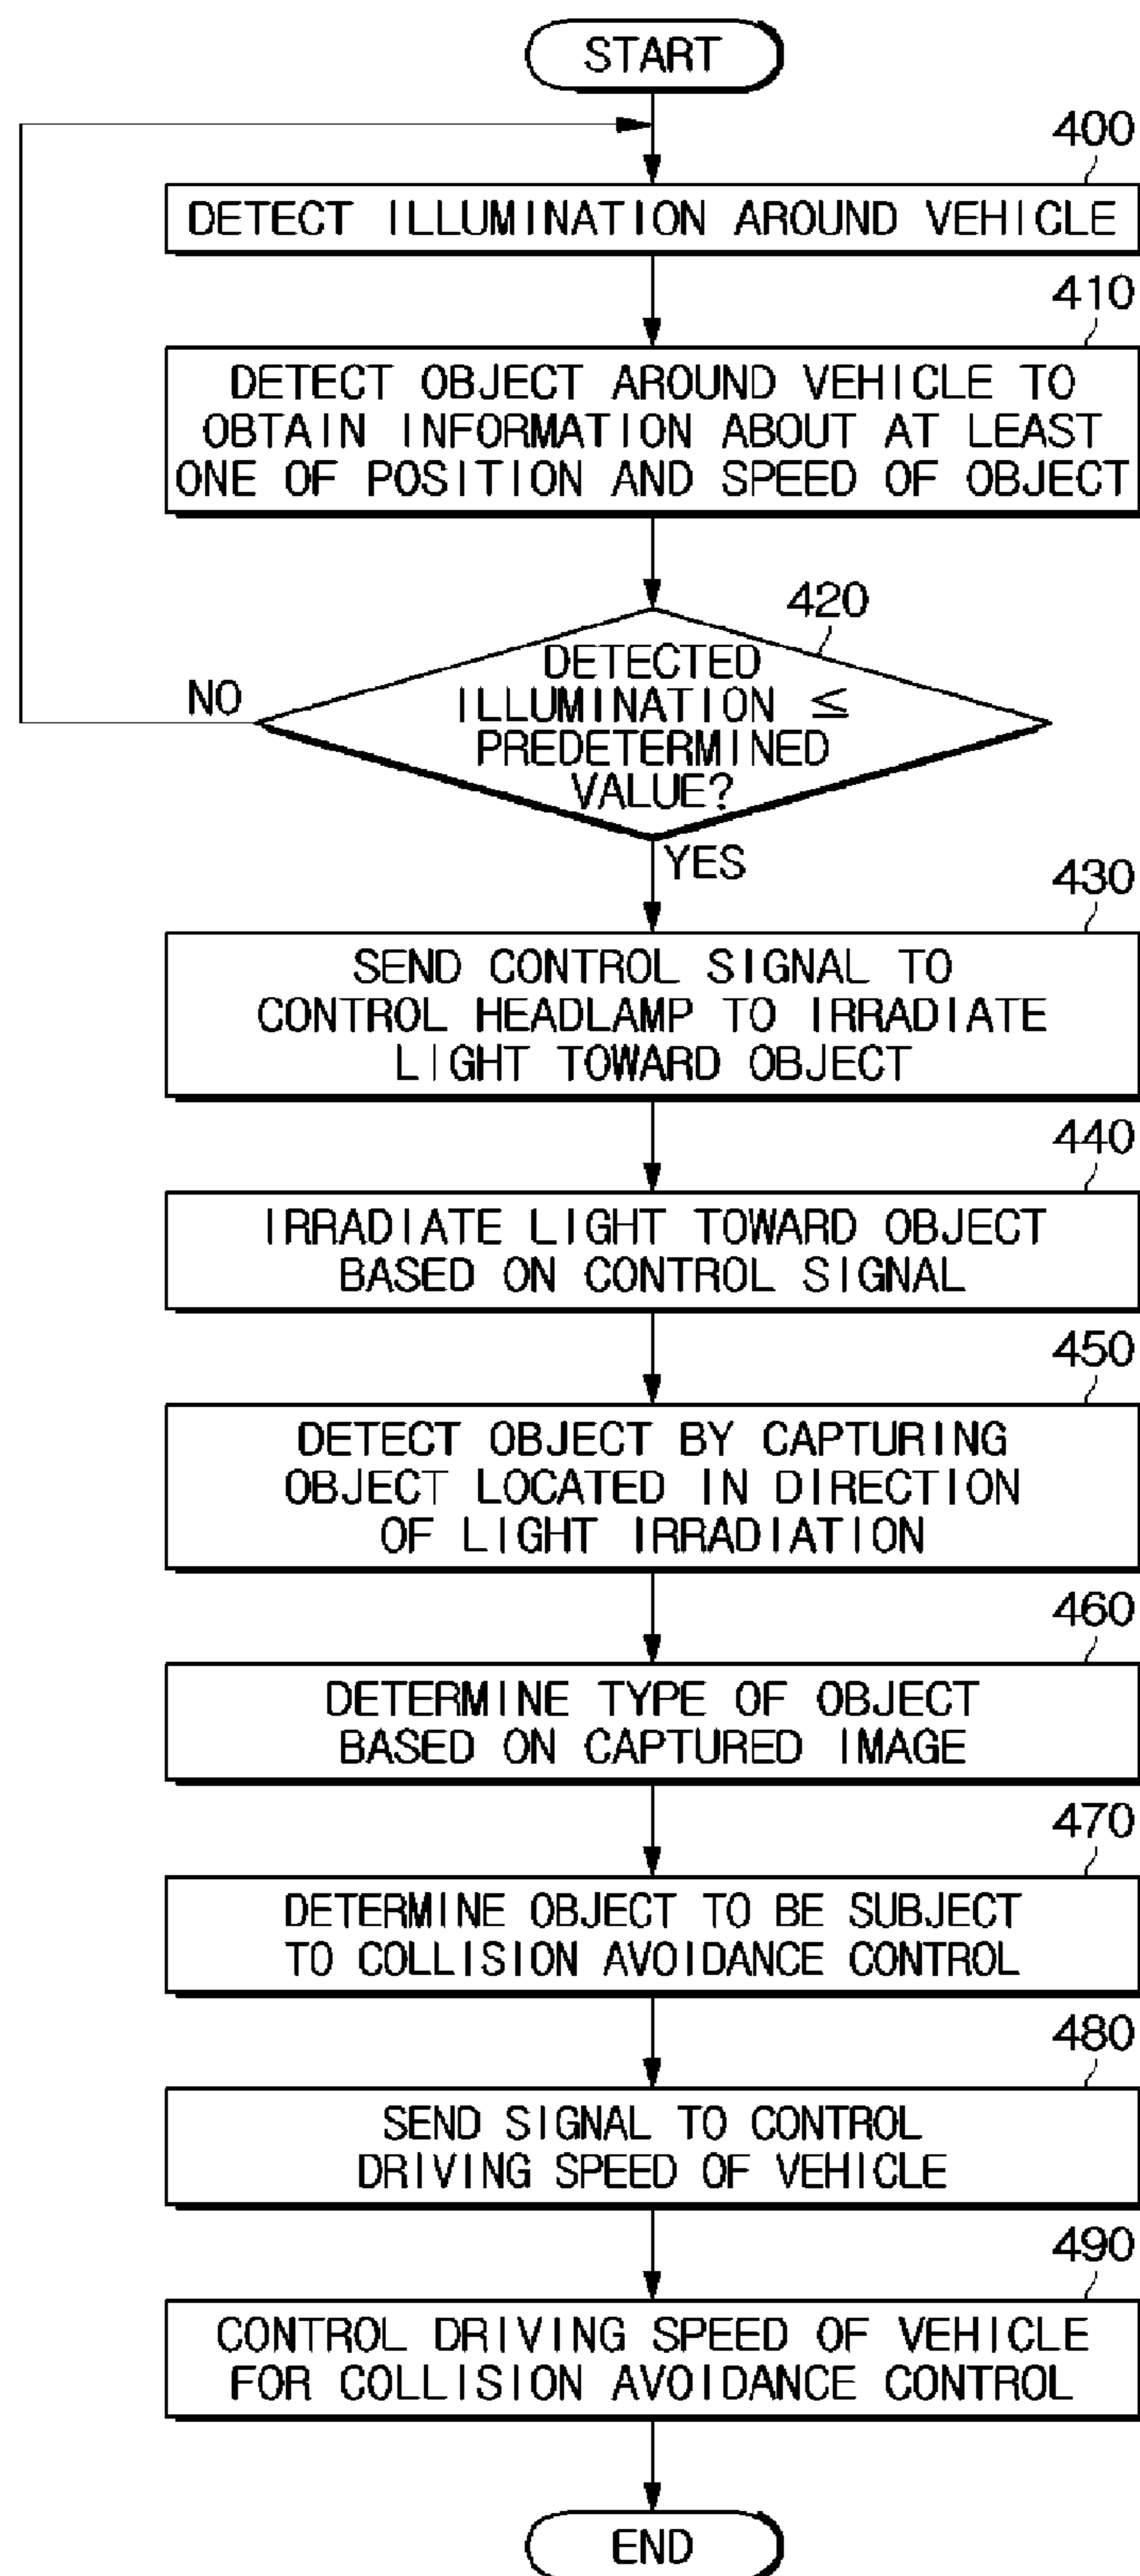 START
400
DETECT ILLUMINATION AROUND VEHICLE
410
DETECT OBJECT AROUND VEHICLE TO
OBTAIN INFORMATION ABOUT AT LEAST
ONE OF POSITION AND SPEED OF OBJECT
420
DETECTED
ILLUMINATION ≤
PREDETERMINED
VALUE?
NO
YES
430
SEND CONTROL SIGNAL TO
CONTROL HEADLAMP TO IRRADIATE
LIGHT TOWARD OBJECT
440
IRRADIATE LIGHT TOWARD OBJECT
BASED ON CONTROL SIGNAL
450
DETECT OBJECT BY CAPTURING
OBJECT LOCATED IN DIRECTION
OF LIGHT IRRADIATION
460
DETERMINE TYPE OF OBJECT
BASED ON CAPTURED IMAGE
470
DETERMINE OBJECT TO BE SUBJECT
TO COLLISION AVOIDANCE CONTROL
480
SEND SIGNAL TO CONTROL
DRIVING SPEED OF VEHICLE
490
CONTROL DRIVING SPEED OF VEHICLE
FOR COLLISION AVOIDANCE CONTROL
END